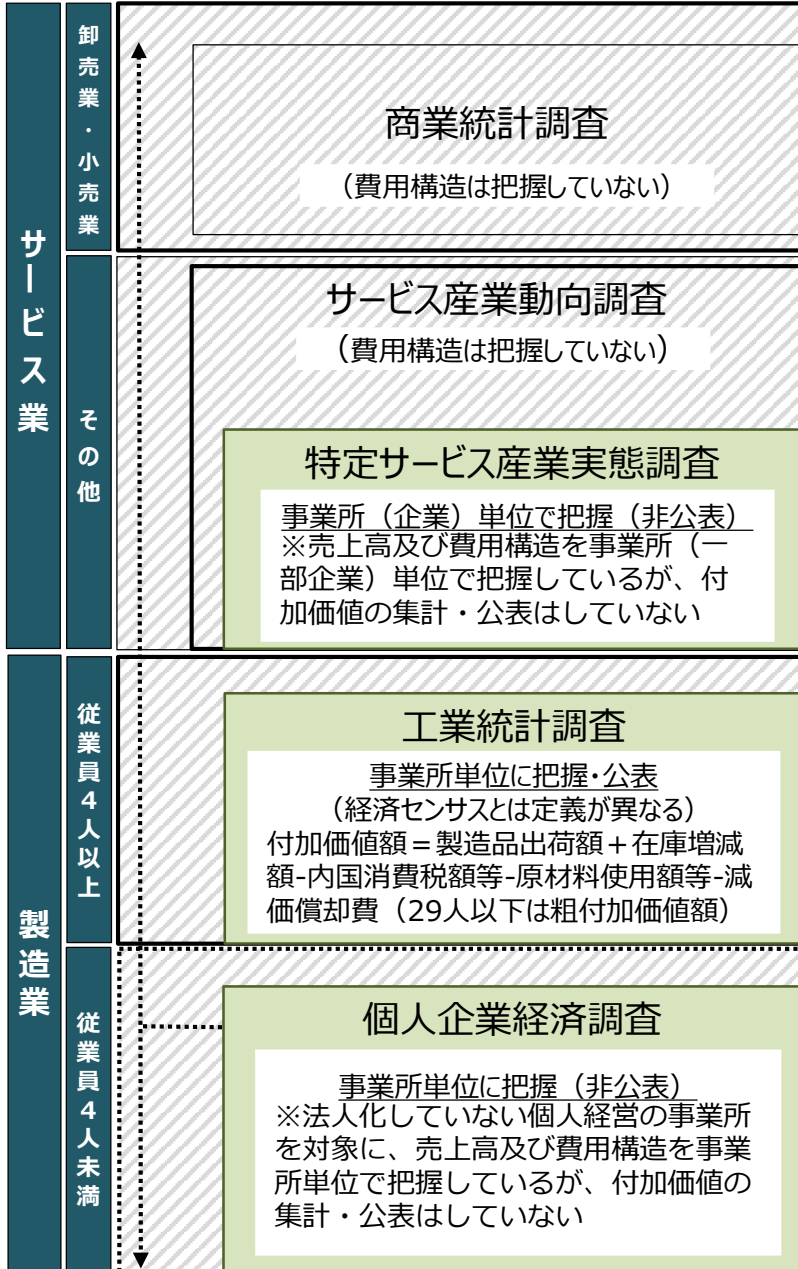 サービス業
卸売業・小売業
商業統計調査
（費用構造は把握していない）
その他
サービス産業動向調査
（費用構造は把握していない）
特定サービス産業実態調査
事業所（企業）単位で把握（非公表）
※売上高及び費用構造を事業所（一
部企業）単位で把握しているが、付
加価値の集計・公表はしていない
製造業
従業員４人以上
工業統計調査
事業所単位に把握･公表
（経済センサスとは定義が異なる）
付加価値額＝製造品出荷額＋在庫増減
額-内国消費税額等-原材料使用額等-減
価償却費（29人以下は粗付加価値額）
従業員４人未満
個人企業経済調査
事業所単位に把握（非公表）
※法人化していない個人経営の事業所
を対象に、売上高及び費用構造を事業
所単位で把握しているが、付加価値の
集計・公表はしていない